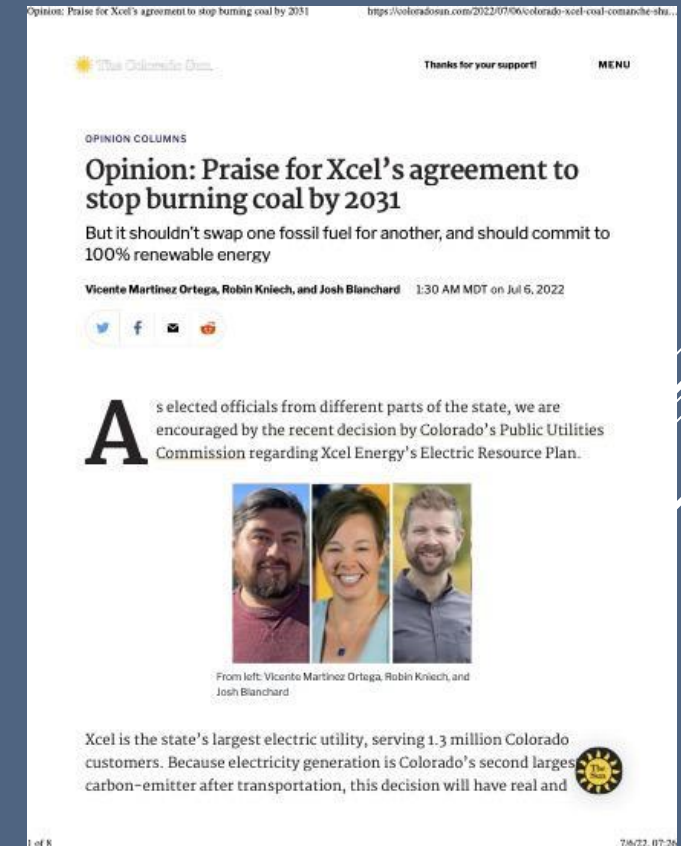 Opinion: Praise for Xcel's agreement to stop burning coal by 2031
https://coloradosun.com/2022/07/06/colorado-xcel-coal-comanche-shu...
The Colorado Sun
Thanks for your support!
MENU
OPINION COLUMNS
Opinion: Praise for Xcel's agreement to
stop burning coal by 2031
But it shouldn't swap one fossil fuel for another, and should commit to
100% renewable energy
Vicente Martinez Ortega, Robin Kniech, and Josh Blanchard 1:30 AM MDT on Jul 6, 2022
As elected officials from different parts of the state, we are
encouraged by the recent decision by Colorado's Public Utilities
Commission regarding Xcel Energy's Electric Resource Plan.
From left: Vicente Martinez Ortega, Robin Kniech, and
Josh Blanchard
Xcel is the state's largest electric utility, serving 1.3 million Colorado
customers. Because electricity generation is Colorado's second larges
carbon-emitter after transportation, this decision will have real and
The
Sun
1 of 8
7/6/22, 07:26